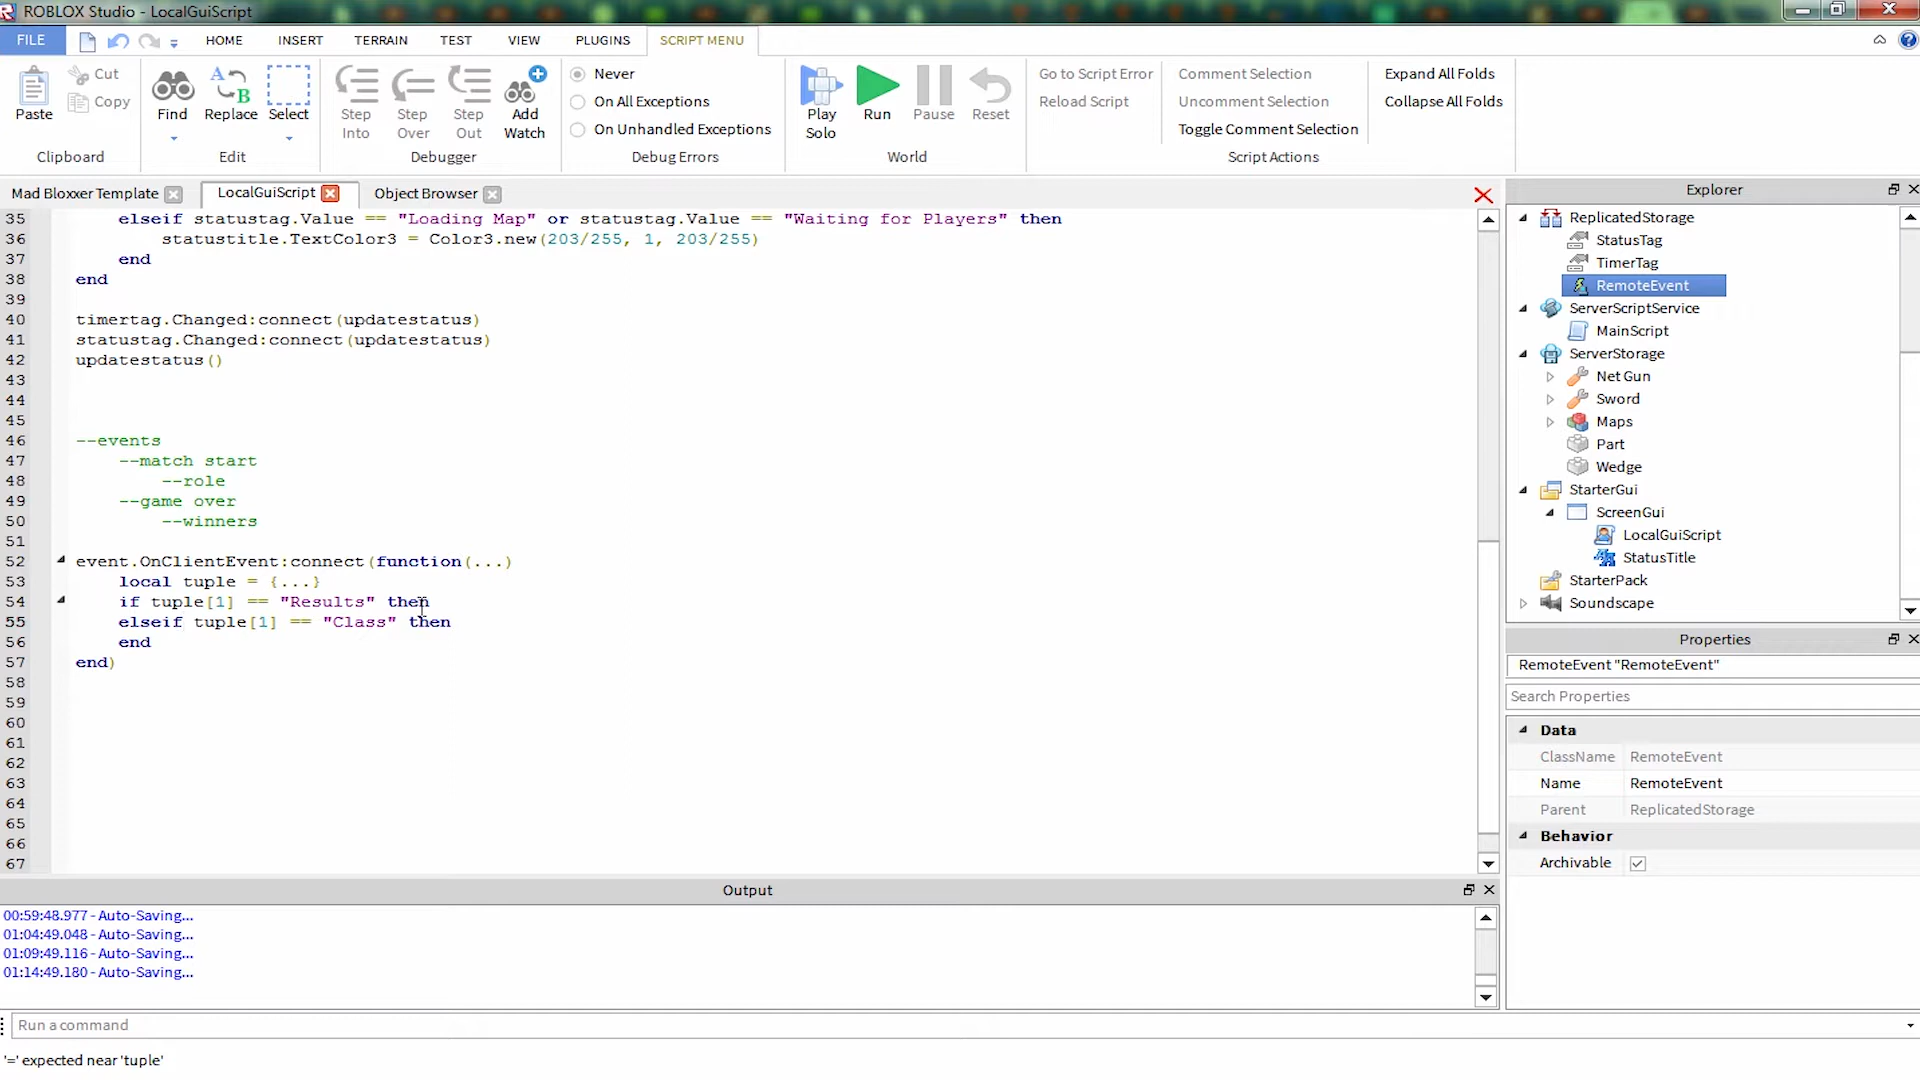 ROBLOX Studio - LocalGuiScript
FILE HOME INSERT TERRAIN TEST VIEW PLUGINS SCRIPT MENU
Paste
Cut
Copy
Clipboard
Find
Replace
Select
Edit
Step Into
Step Over
Step Out
Add Watch
Debugger
Never
On All Exceptions
On Unhandled Exceptions
Debug Errors
Play Solo
Run
Pause
Reset
World
Go to Script Error
Reload Script
Comment Selection
Uncomment Selection
Toggle Comment Selection
Script Actions
Expand All Folds
Collapse All Folds
Mad Bloxxer Template
LocalGuiScript
Object Browser
35 elseif statustag.Value == "Loading Map" or statustag.Value == "Waiting for Players" then
36 statustitle.TextColor3 = Color3.new(203/255, 1, 203/255)
37 end
38 end
39
40 timertag.Changed:connect(updatestatus)
41 statustag.Changed:connect(updatestatus)
42 updatestatus()
43
44
45
46 --events
47 --match start
48 --role
49 --game over
50 --winners
51
52 event.OnClientEvent:connect(function(...)
53 local tuple = {...}
54 if tuple[1] == "Results" then
55 elseif tuple[1] == "Class" then
56 end
57 end)
58
59
60
61
62
63
64
65
66
67
Output
00:59:48.977 - Auto-Saving...
01:04:49.048 - Auto-Saving...
01:09:49.116 - Auto-Saving...
01:14:49.180 - Auto-Saving...
Run a command
'=' expected near 'tuple'
Explorer
ReplicatedStorage
StatusTag
TimerTag
RemoteEvent
ServerScriptService
MainScript
ServerStorage
Net Gun
Sword
Maps
Part
Wedge
StarterGui
ScreenGui
LocalGuiScript
StatusTitle
StarterPack
Soundscape
Properties
RemoteEvent "RemoteEvent"
Search Properties
Data
ClassName RemoteEvent
Name RemoteEvent
Parent ReplicatedStorage
Behavior
Archivable